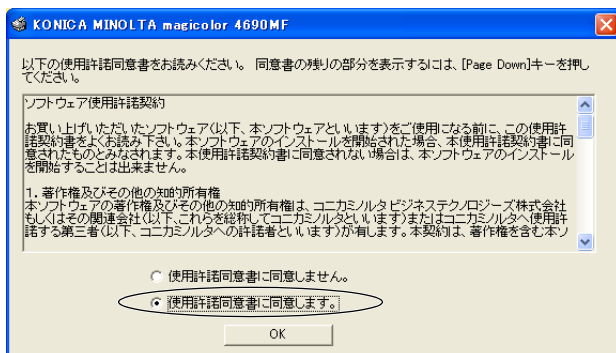 KONICA MINOLTA magicolor 4690MF
以下の使用許諾同意書をお読みください。 同意書の残りの部分を表示するには、[Page Down]キーを押し
てください。
ソフトウェア使用許諾契約
お買い上げいただいたソフトウェア(以下、本ソフトウェアといいます)をご使用になる前に、この使用許
諾契約書をよくお読み下さい。本ソフトウェアのインストールを開始された場合、本使用許諾契約書に同
意されたものとみなされます。本使用許諾契約書に同意されない場合は、本ソフトウェアのインストール
を開始することは出来ません。
1. 著作権及びその他の知的所有権
本ソフトウェアの著作権及びその他の知的所有権は、コニカミノルタビジネステクノロジーズ株式会社
もしくはその関連会社(以下、これらを総称してコニカミノルタといいます)またはコニカミノルタへ使用許
諾する第三者(以下、コニカミノルタへの許諾者といいます)が有します。本契約は、著作権を含む本ソ
使用許諾同意書に同意しません。
使用許諾同意書に同意します。
OK